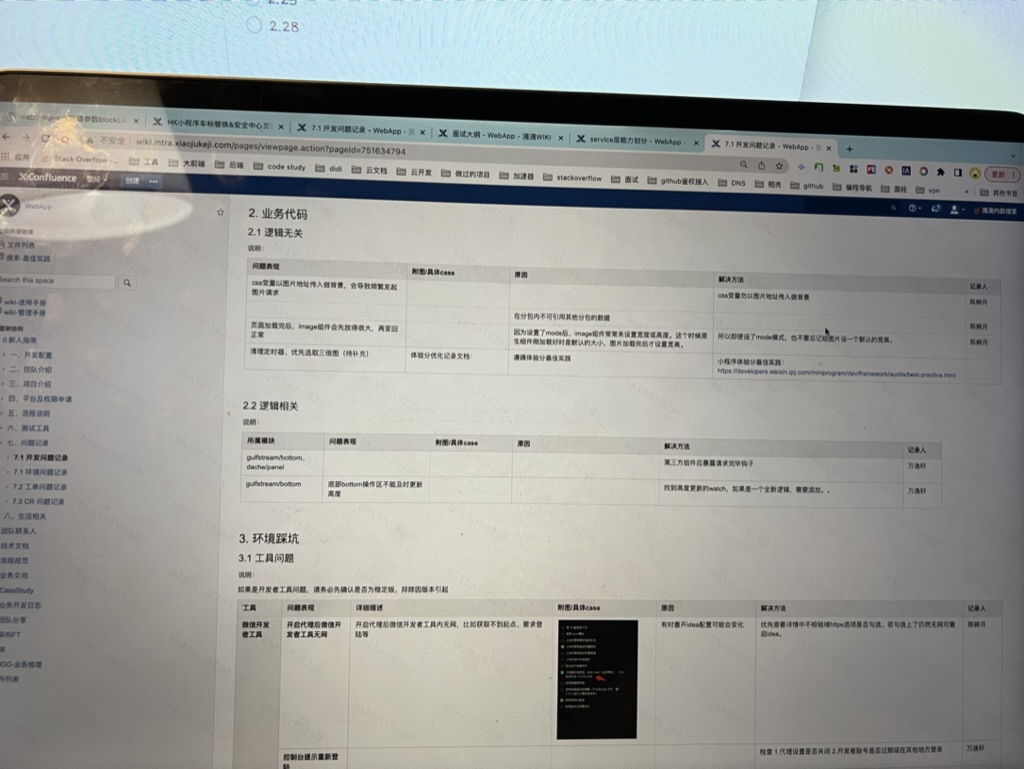 2.25
2.28
HK小程序车标替换&安全中心页
7.1 开发问题记录 - WebApp -
面试大纲 - WebApp - 滴滴WIKI
service层能力划分 - WebApp
7.1 开发问题记录 - WebApp -
不安全 wiki.intra.xiaojukeji.com/pages/viewpage.action?pageId=751634794
应用 Stack Overflow 工具 大前端 后端 code study didi 云文档 云开发 做过的项目 加速器 stackoverflow 面试 github鉴权接入 DNS 稻壳 github 编程导航 面经 von 其他书签
更新
Confluence 空间 创建 ...
滴滴内部搜索
WebApp
文件列表
搜索-最佳实践
Search this space
wiki-使用手册
wiki-管理手册
新人指南
一、开发配置
二、团队介绍
三、项目介绍
四、平台及权限申请
五、流程说明
六、测试工具
七、问题记录
7.1 开发问题记录
7.1 环境问题记录
7.2 工单问题记录
7.3 CR 问题记录
八、生活相关
团队联系人
技术文档
流程规范
业务文档
CaseStudy
业务开发日志
团队分享
2. 业务代码
2.1 逻辑无关
说明：
问题表现 附图/具体case 原因 解决方法 记录人
css变量以图片地址传入做背景，会导致频繁发起
图片请求
css变量勿以图片地址传入做背景
在分包内不可引用其他分包的数据
页面加载完后，image组件会先放得很大，再变回
正常
因为设置了mode后，image组件常常未设置宽度或高度。这个时候原
生组件刚加载好时是默认的大小，图片加载完后才设置宽高。
所以即便设了mode模式，也不要忘记给图片设一个默认的宽高。
清理定时器、优先选取三倍图（待补充） 体验分优化记录文档： 遵循体验分最佳实践
小程序体验分最佳实践：
https://developers.weixin.qq.com/miniprogram/dev/framework/audits/best-practice.html
2.2 逻辑相关
说明：
所属模块 问题表现 附图/具体case 原因 解决方法 记录人
gulfstream/bottom、
dache/panel
第三方组件后暴露请求完毕钩子 万逸轩
gulfstream/bottom 底部bottom操作区不能及时更新
高度
找到高度更新的watch，如果是一个全新逻辑，需要添加。。 万逸轩
3. 环境踩坑
3.1 工具问题
说明：
如果是开发者工具问题，请务必先确认是否为稳定版，排除因版本引起
工具 问题表现 详细描述 附图/具体case 原因 解决方法 记录人
微信开发
者工具
开启代理后微信开
发者工具无网
开启代理后微信开发者工具内无网，比如获取不到起点、要求登
陆等
有时重开idea配置可能会变化
优先查看详情中不校验域https选项是否勾选，若勾选上了仍然无网可重
启idea。
控制台提示重新登
陆
检查 1.代理设置是否关闭 2.开发者账号是否过期或在其他地方登录 万逸轩